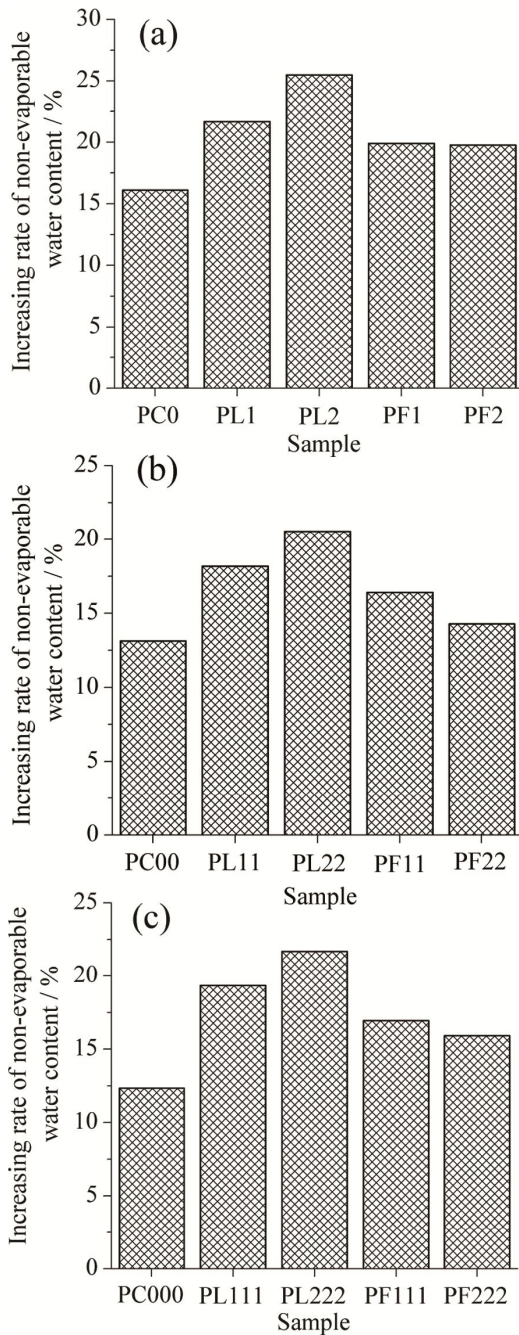 (a)
Increasing rate of non-evaporable
water content / %
30
25
20
15
10
5
0
PC0 PL1 PL2 PF1 PF2
Sample
(b)
Increasing rate of non-evaporable
water content / %
25
20
15
10
5
0
PC00 PL11 PL22 PF11 PF22
Sample
(c)
Increasing rate of non-evaporable
water content / %
25
20
15
10
5
0
PC000 PL111 PL222 PF111 PF222
Sample